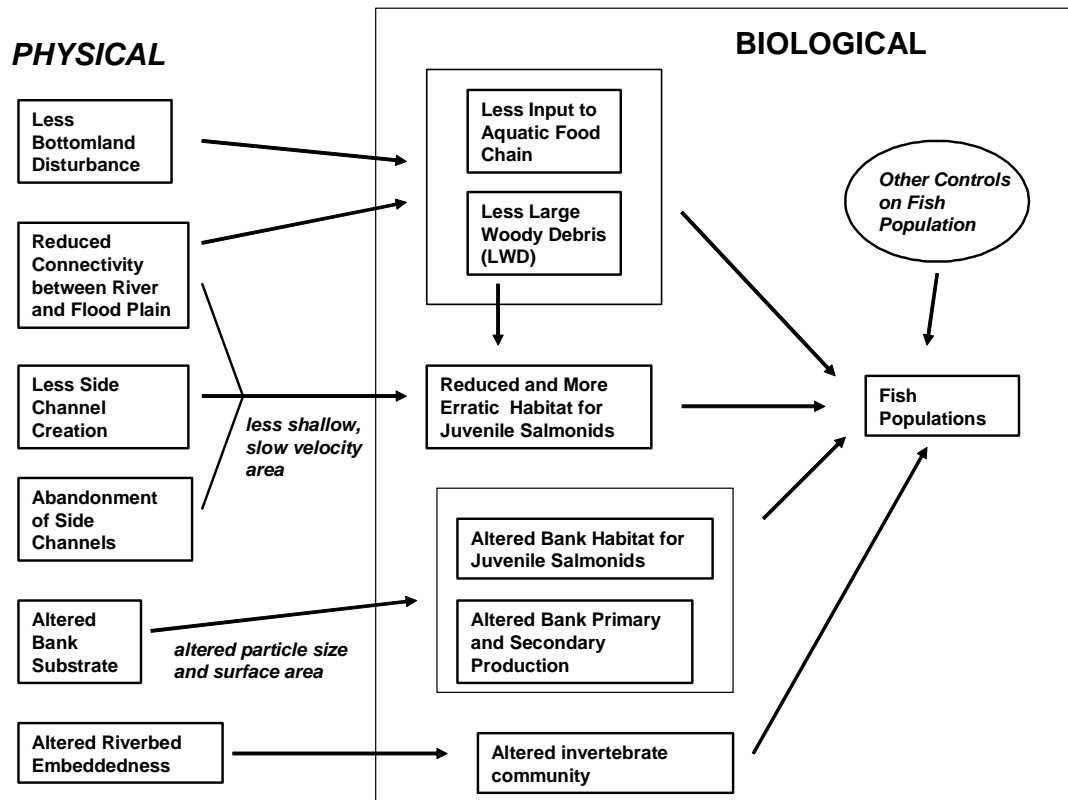 PHYSICAL
Less
Bottomland
Disturbance
Reduced
Connectivity
between River
and Flood Plain
Less Side
Channel
Creation
Abandonment
of Side
Channels
Altered
Bank
Substrate
Altered Riverbed
Embeddedness
less shallow,
slow velocity
area
altered particle size
and surface area
BIOLOGICAL
Less Input to
Aquatic Food
Chain
Less Large
Woody Debris
(LWD)
Reduced and More
Erratic Habitat for
Juvenile Salmonids
Altered Bank Habitat for
Juvenile Salmonids
Altered Bank Primary
and Secondary
Production
Altered invertebrate
community
Other Controls
on Fish
Population
Fish
Populations